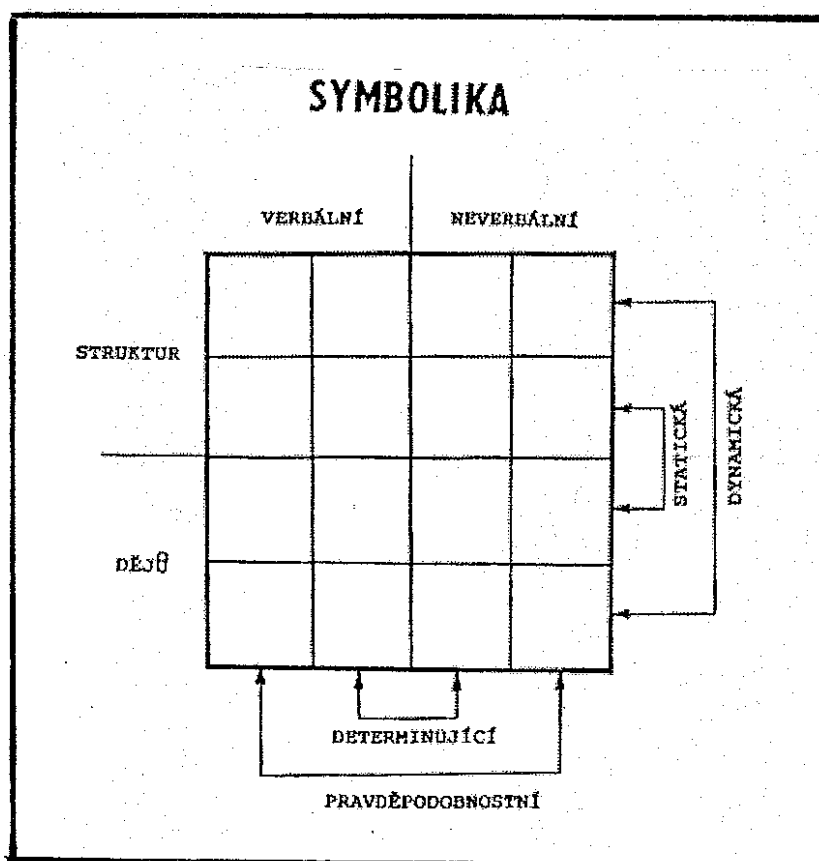 SYMBOLIKA
VERBÁLNÍ
NEVERBÁLNÍ
STRUKTUR
DĚJŮ
STATICKÁ
DYNAMICKÁ
DETERMINUJÍCÍ
PRAVDĚPODOBNOSTNÍ